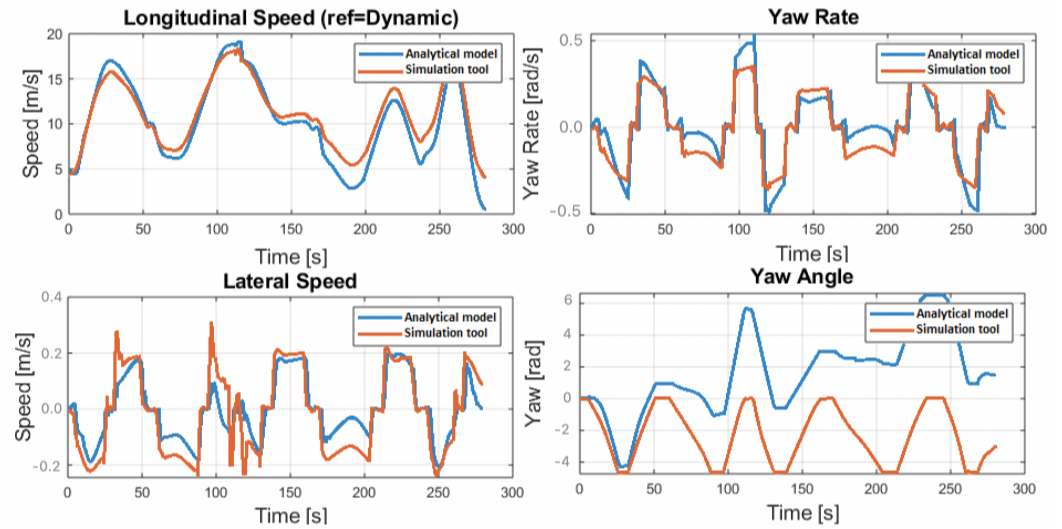 Longitudinal Speed (ref=Dynamic)
Speed [m/s]
20
15
10
5
0
Analytical model
Simulation tool
0 50 100 150 200 250 300
Time [s]
Yaw Rate
Yaw Rate [rad/s]
0.5
0.0
-0.5
Analytical model
Simulation tool
0 50 100 150 200 250 300
Time [s]
Lateral Speed
Speed [m/s]
0.4
0.2
0.0
-0.2
Analytical model
Simulation tool
0 50 100 150 200 250 300
Time [s]
Yaw Angle
Yaw [rad]
6
4
2
0
-2
-4
Analytical model
Simulation tool
0 50 100 150 200 250 300
Time [s]